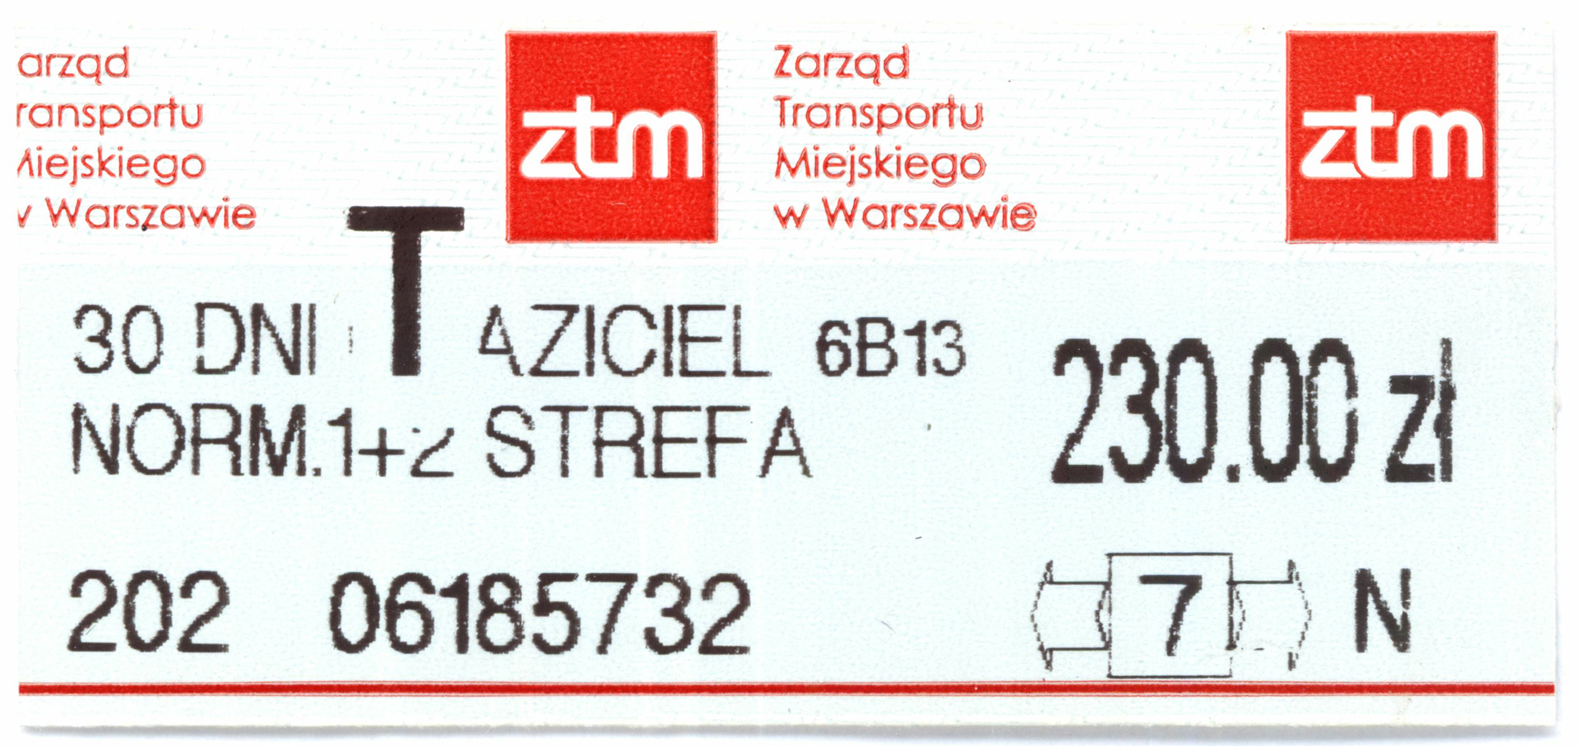 arząd
ransportu
Miejskiego
w Warszawie
ztm
Zarząd
Transportu
Miejskiego
w Warszawie
ztm
30 DNI T AZICIEL 6B13
NORM.1+2 STREFA
230.00 zł
202 06185732
7 N